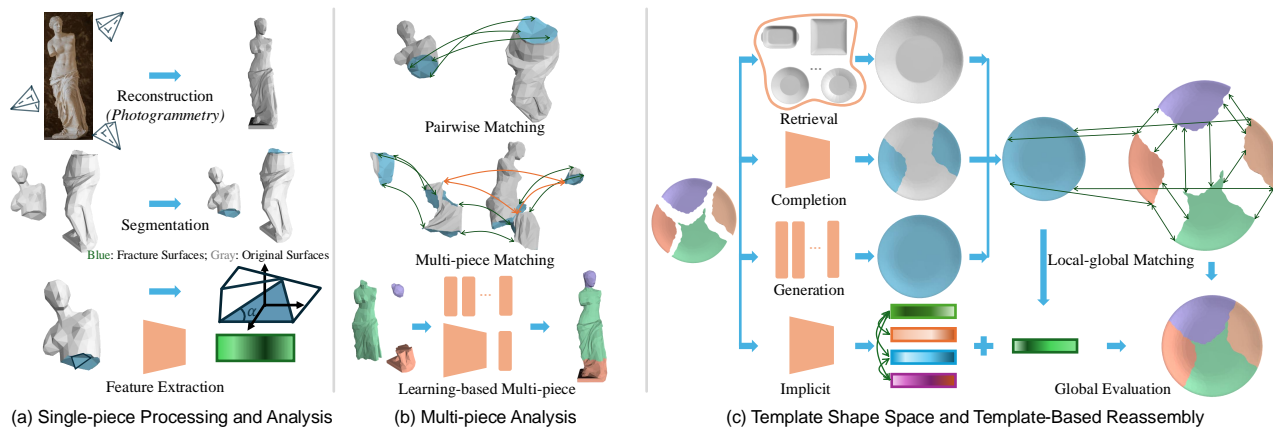 Reconstruction
(Photogrammetry)
Segmentation
Blue: Fracture Surfaces; Gray: Original Surfaces
α
Feature Extraction
(a) Single-piece Processing and Analysis
Pairwise Matching
Multi-piece Matching
...
Learning-based Multi-piece
(b) Multi-piece Analysis
...
Retrieval
Completion
...
Generation
Implicit
Local-global Matching
Global Evaluation
(c) Template Shape Space and Template-Based Reassembly